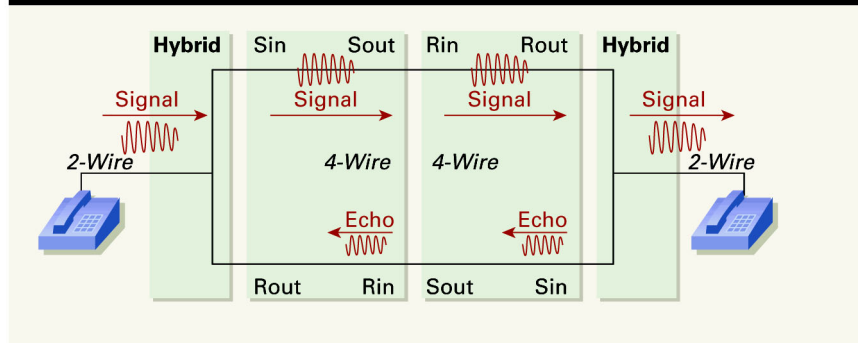 Hybrid Sin Sout Rin Rout Hybrid
Signal Signal Signal Signal
2-Wire 4-Wire 4-Wire 2-Wire
Echo Echo
Rout Rin Sout Sin